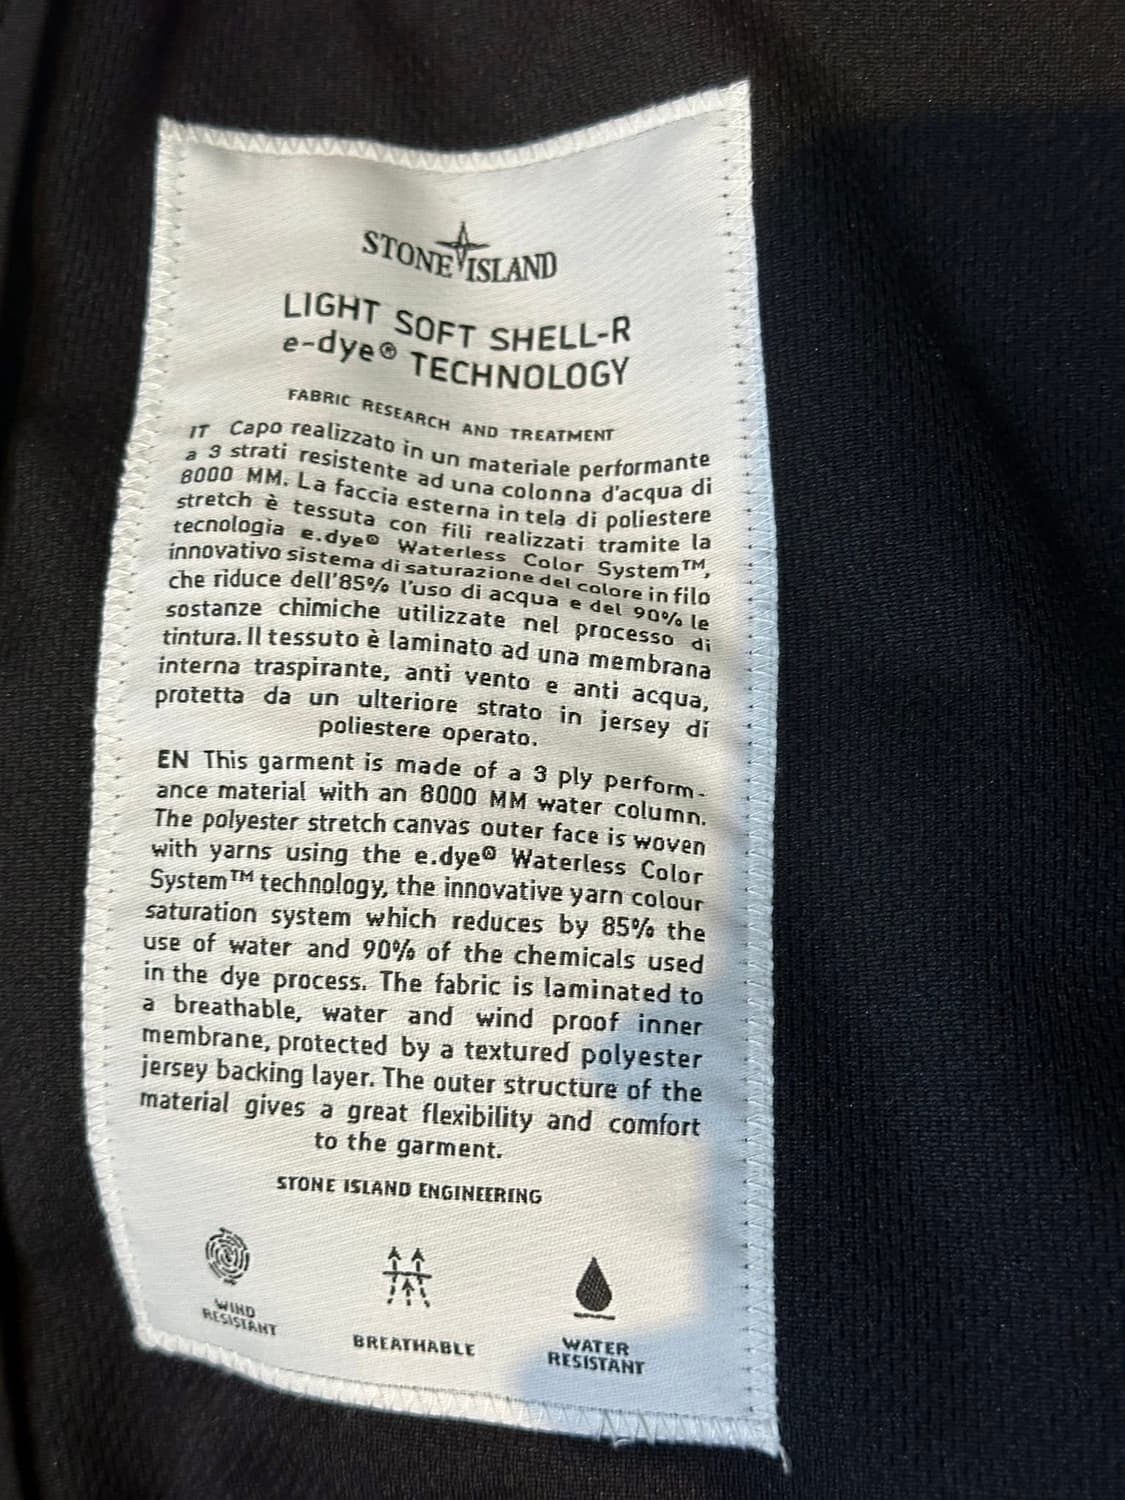 STONE ISLAND
LIGHT SOFT SHELL-R
e-dye® TECHNOLOGY
FABRIC RESEARCH AND TREATMENT
IT Capo realizzato in un materiale performante
a 3 strati resistente ad una colonna d'acqua di
8000 MM. La faccia esterna in tela di poliestere
stretch è tessuta con fili realizzati tramite la
tecnologia e.dye® Waterless Color System™,
innovativo sistema di saturazione del colore in filo
che riduce dell'85% l'uso di acqua e del 90% le
sostanze chimiche utilizzate nel processo di
tintura. Il tessuto è laminato ad una membrana
interna traspirante, anti vento e anti acqua,
protetta da un ulteriore strato in jersey di
poliestere operato.
EN This garment is made of a 3 ply perform-
ance material with an 8000 MM water column.
The polyester stretch canvas outer face is woven
with yarns using the e.dye® Waterless Color
System™ technology, the innovative yarn colour
saturation system which reduces by 85% the
use of water and 90% of the chemicals used
in the dye process. The fabric is laminated to
a breathable, water and wind proof inner
membrane, protected by a textured polyester
jersey backing layer. The outer structure of the
material gives a great flexibility and comfort
to the garment.
STONE ISLAND ENGINEERING
WIND
RESISTANT
BREATHABLE
WATER
RESISTANT